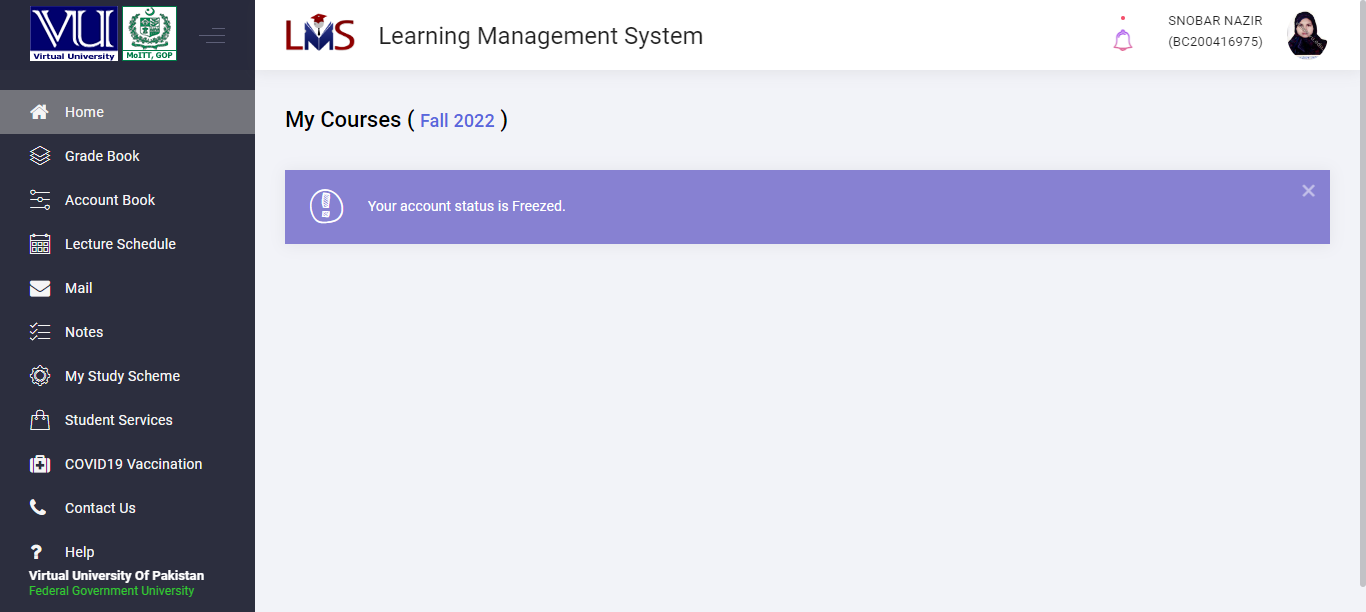 VU
Virtual University
MoITT, GOP
LMS
Learning Management System
SNOBAR NAZIR
(BC200416975)
Home
Grade Book
Account Book
Lecture Schedule
Mail
Notes
My Study Scheme
Student Services
COVID19 Vaccination
Contact Us
Help
Virtual University Of Pakistan
Federal Government University
My Courses ( Fall 2022 )
Your account status is Freezed.